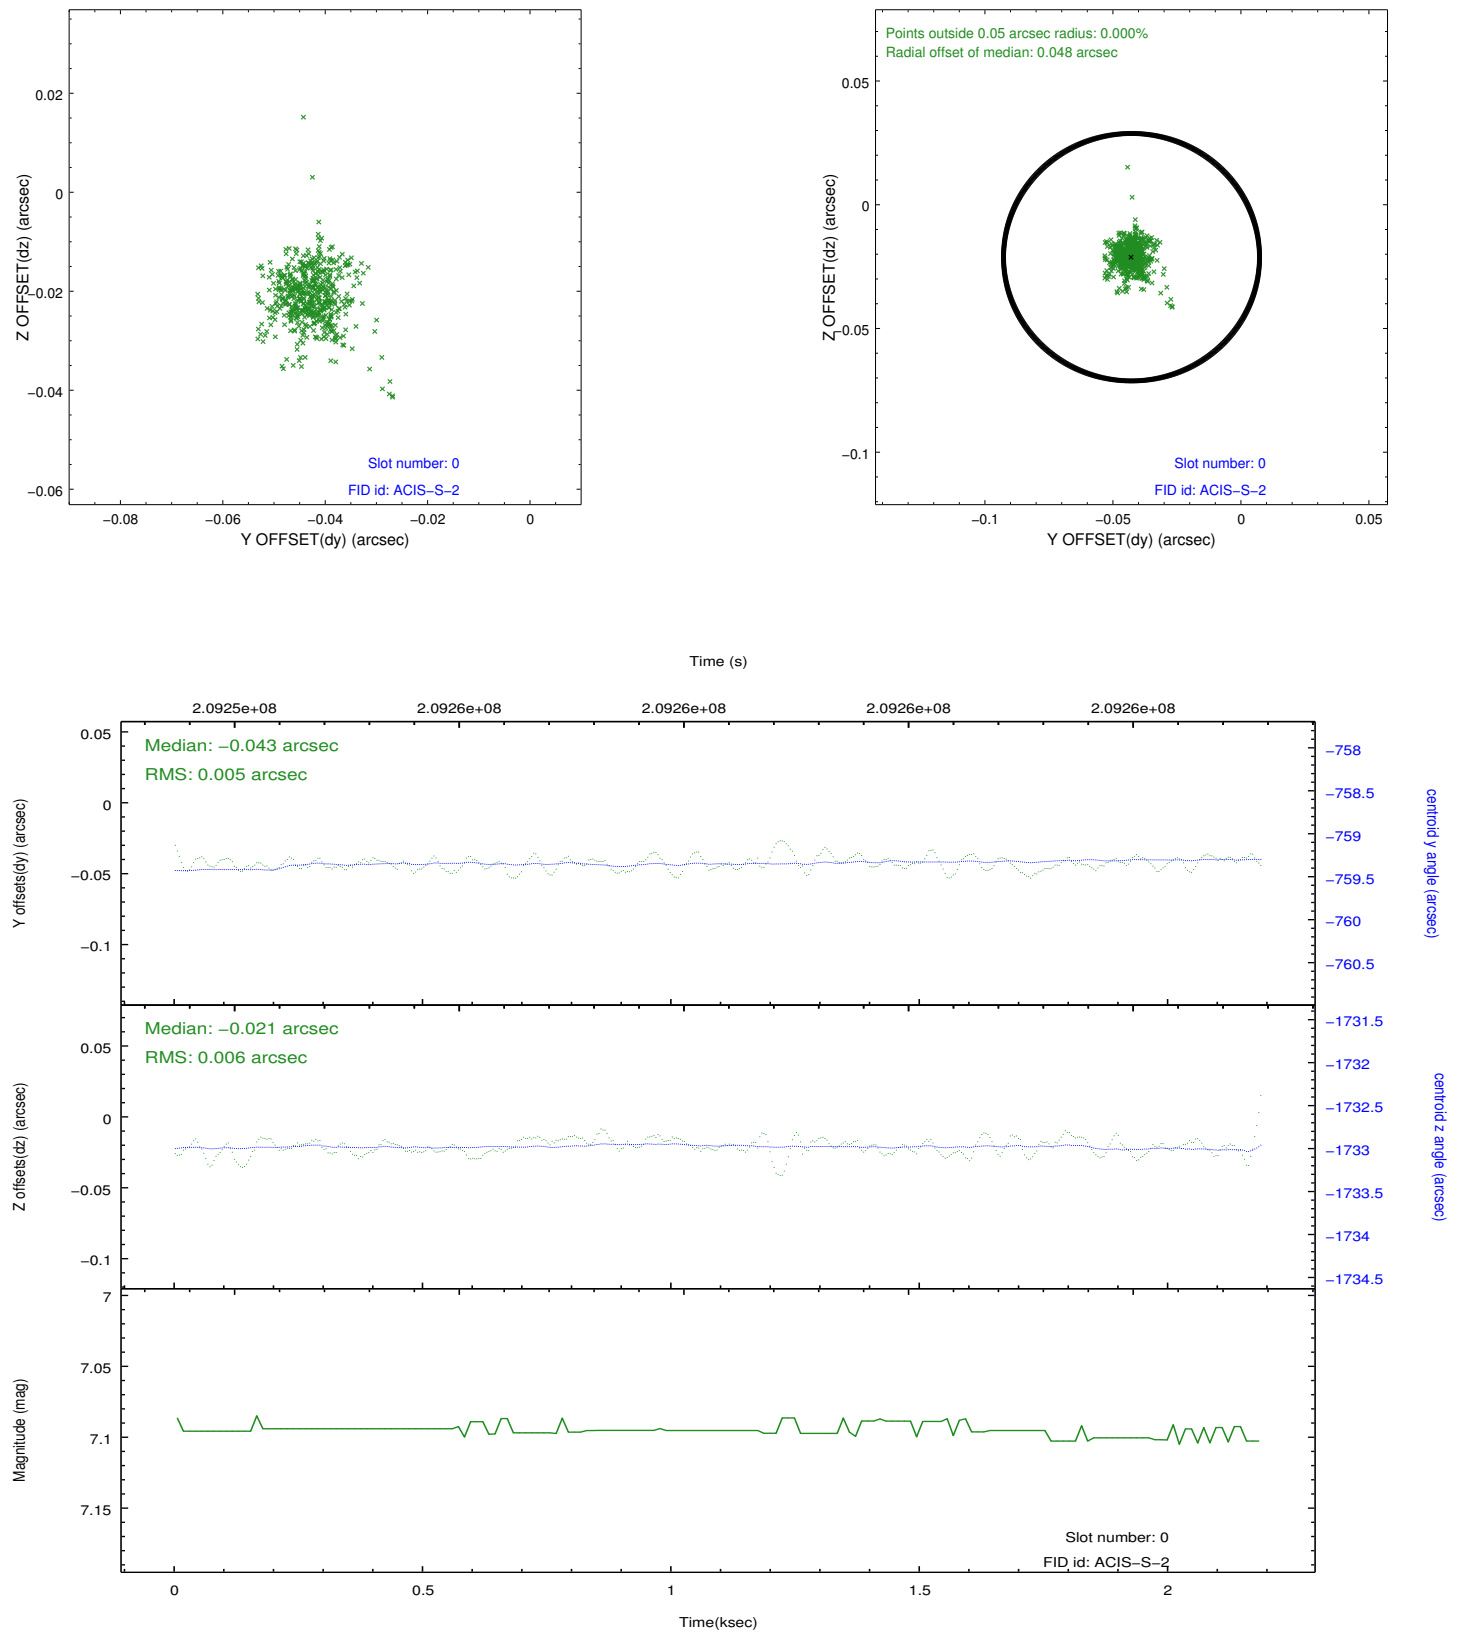 0.02
0
−0.02
−0.04
−0.06
Z OFFSET(dz) (arcsec)
Slot number: 0
FID id: ACIS−S−2
−0.08
−0.06
−0.04
−0.02
0
Y OFFSET(dy) (arcsec)
Points outside 0.05 arcsec radius: 0.000%
Radial offset of median: 0.048 arcsec
0.05
0
−0.05
−0.1
Z OFFSET(dz) (arcsec)
Slot number: 0
FID id: ACIS−S−2
−0.1
−0.05
0
0.05
Y OFFSET(dy) (arcsec)
Time (s)
2.0925e+08
2.0926e+08
2.0926e+08
2.0926e+08
2.0926e+08
Median: −0.043 arcsec
RMS: 0.005 arcsec
0.05
0
−0.05
−0.1
Y offsets(dy) (arcsec)
−758
−758.5
−759
−759.5
−760
−760.5
centroid y angle (arcsec)
Median: −0.021 arcsec
RMS: 0.006 arcsec
0.05
0
−0.05
−0.1
Z offsets(dz) (arcsec)
−1731.5
−1732
−1732.5
−1733
−1733.5
−1734
−1734.5
centroid z angle (arcsec)
7
7.05
7.1
7.15
Magnitude (mag)
Slot number: 0
FID id: ACIS−S−2
0
0.5
1
1.5
2
Time(ksec)